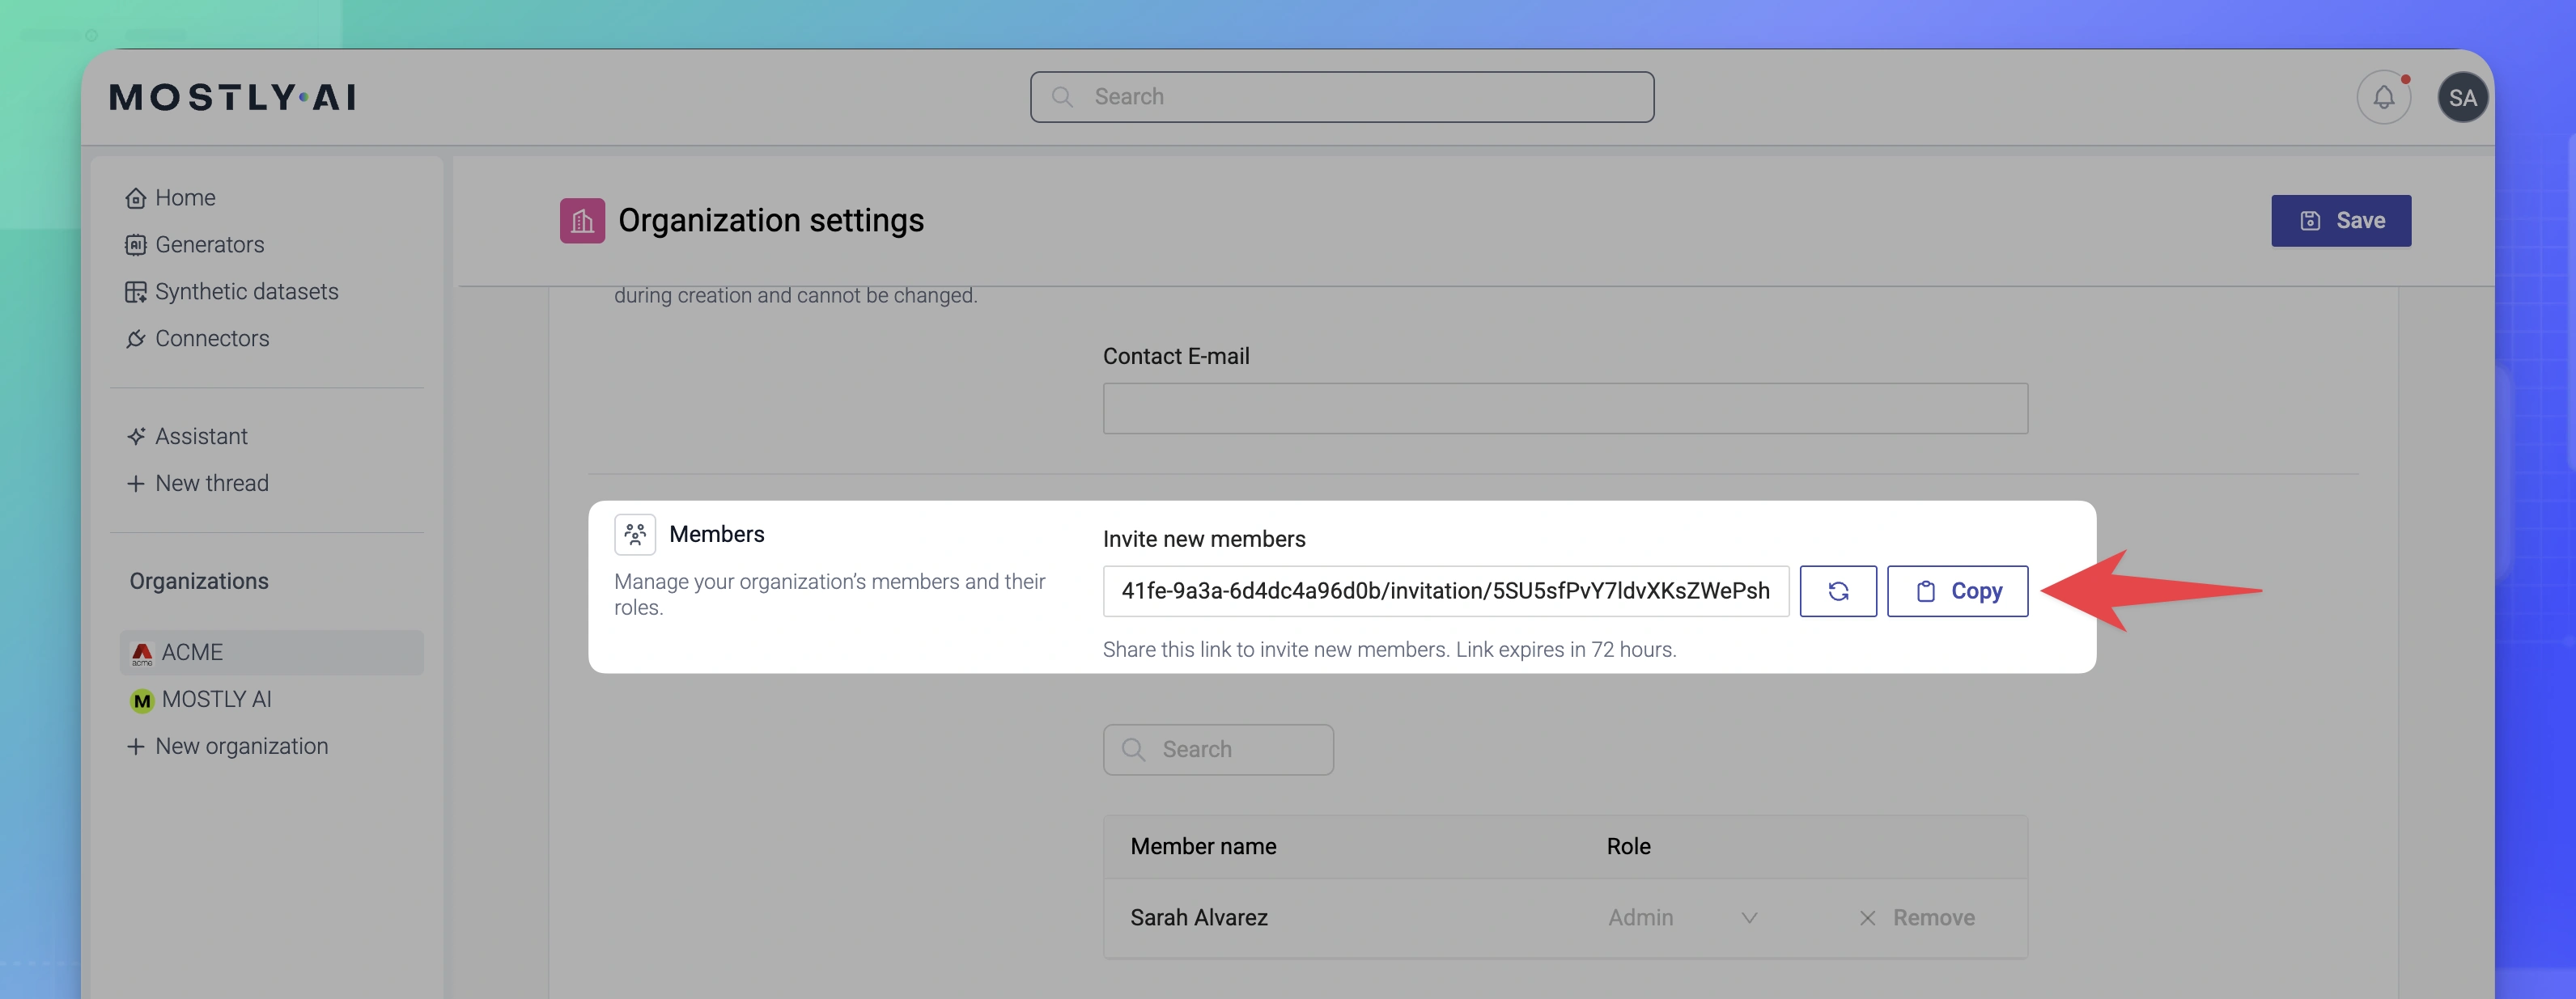 MOSTLY·AI
Search
SA
Home
Generators
Synthetic datasets
Connectors
Assistant
New thread
Organizations
acme ACME
M MOSTLY AI
New organization
Organization settings
Save
during creation and cannot be changed.
Contact E-mail
Members
Manage your organization's members and their
roles.
Invite new members
41fe-9a3a-6d4dc4a96d0b/invitation/5SU5sfPvY7ldvXKsZWePsh
Copy
Share this link to invite new members. Link expires in 72 hours.
Search
Member name Role
Sarah Alvarez Admin Remove